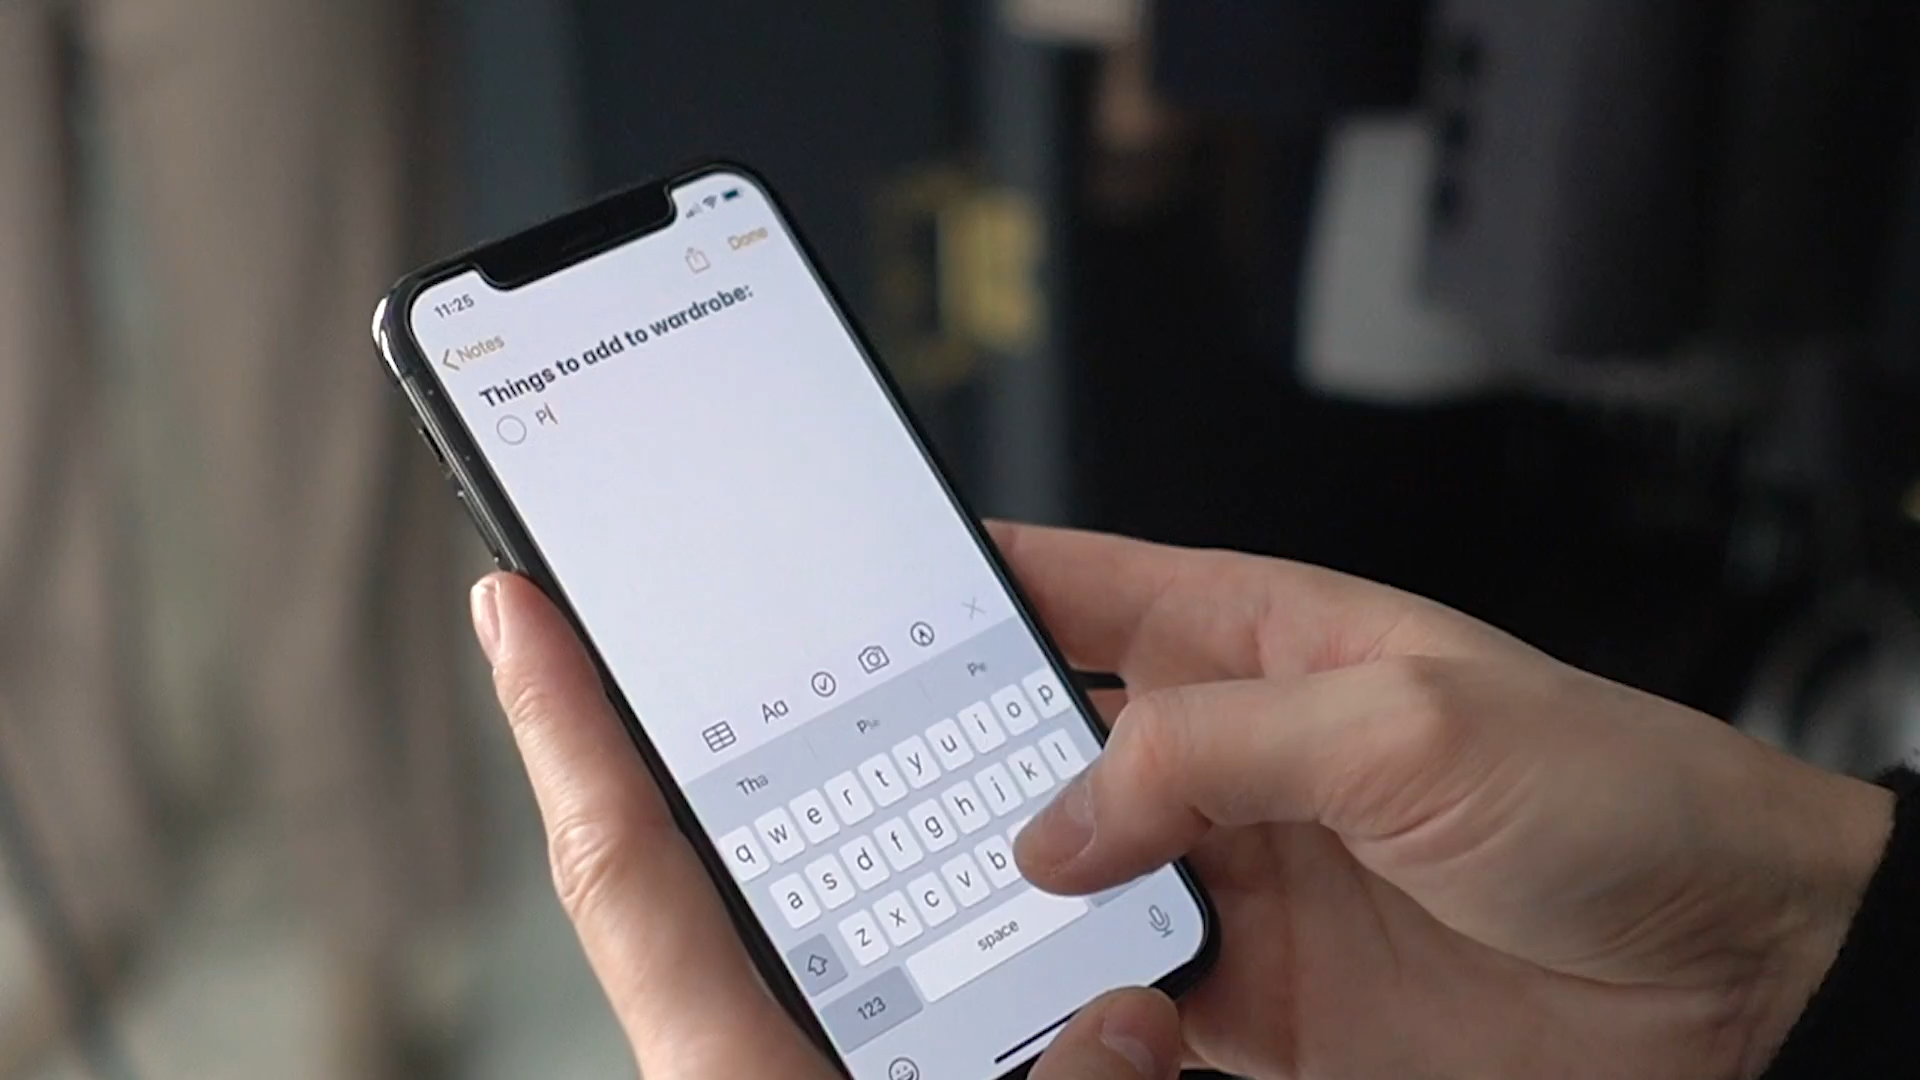 11:25
Notes
Done
Things to add to wardrobe:
Pl
Aa
Tha
q w e r t y u i o p
a s d f g h j k l
z x c v b
123
space